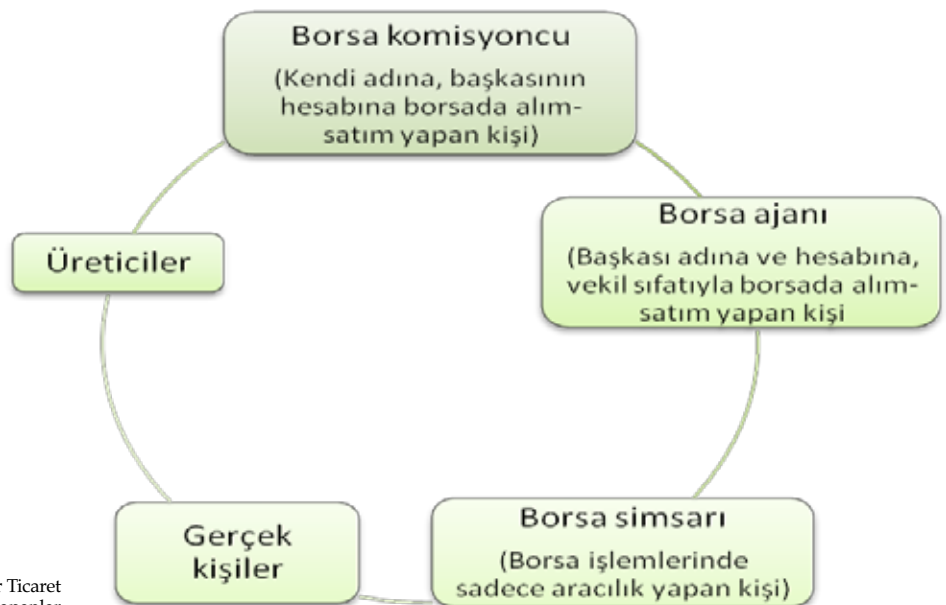 Borsa komisyoncu
(Kendi adına, başkasının
hesabına borsada alım-
satım yapan kişi)
Borsa ajanı
(Başkası adına ve hesabına,
vekil sıfatıyla borsada alım-
satım yapan kişi
Üreticiler
Borsa simsarı
(Borsa işlemlerinde
sadece aracılık yapan kişi)
Gerçek
kişiler
Ticaret